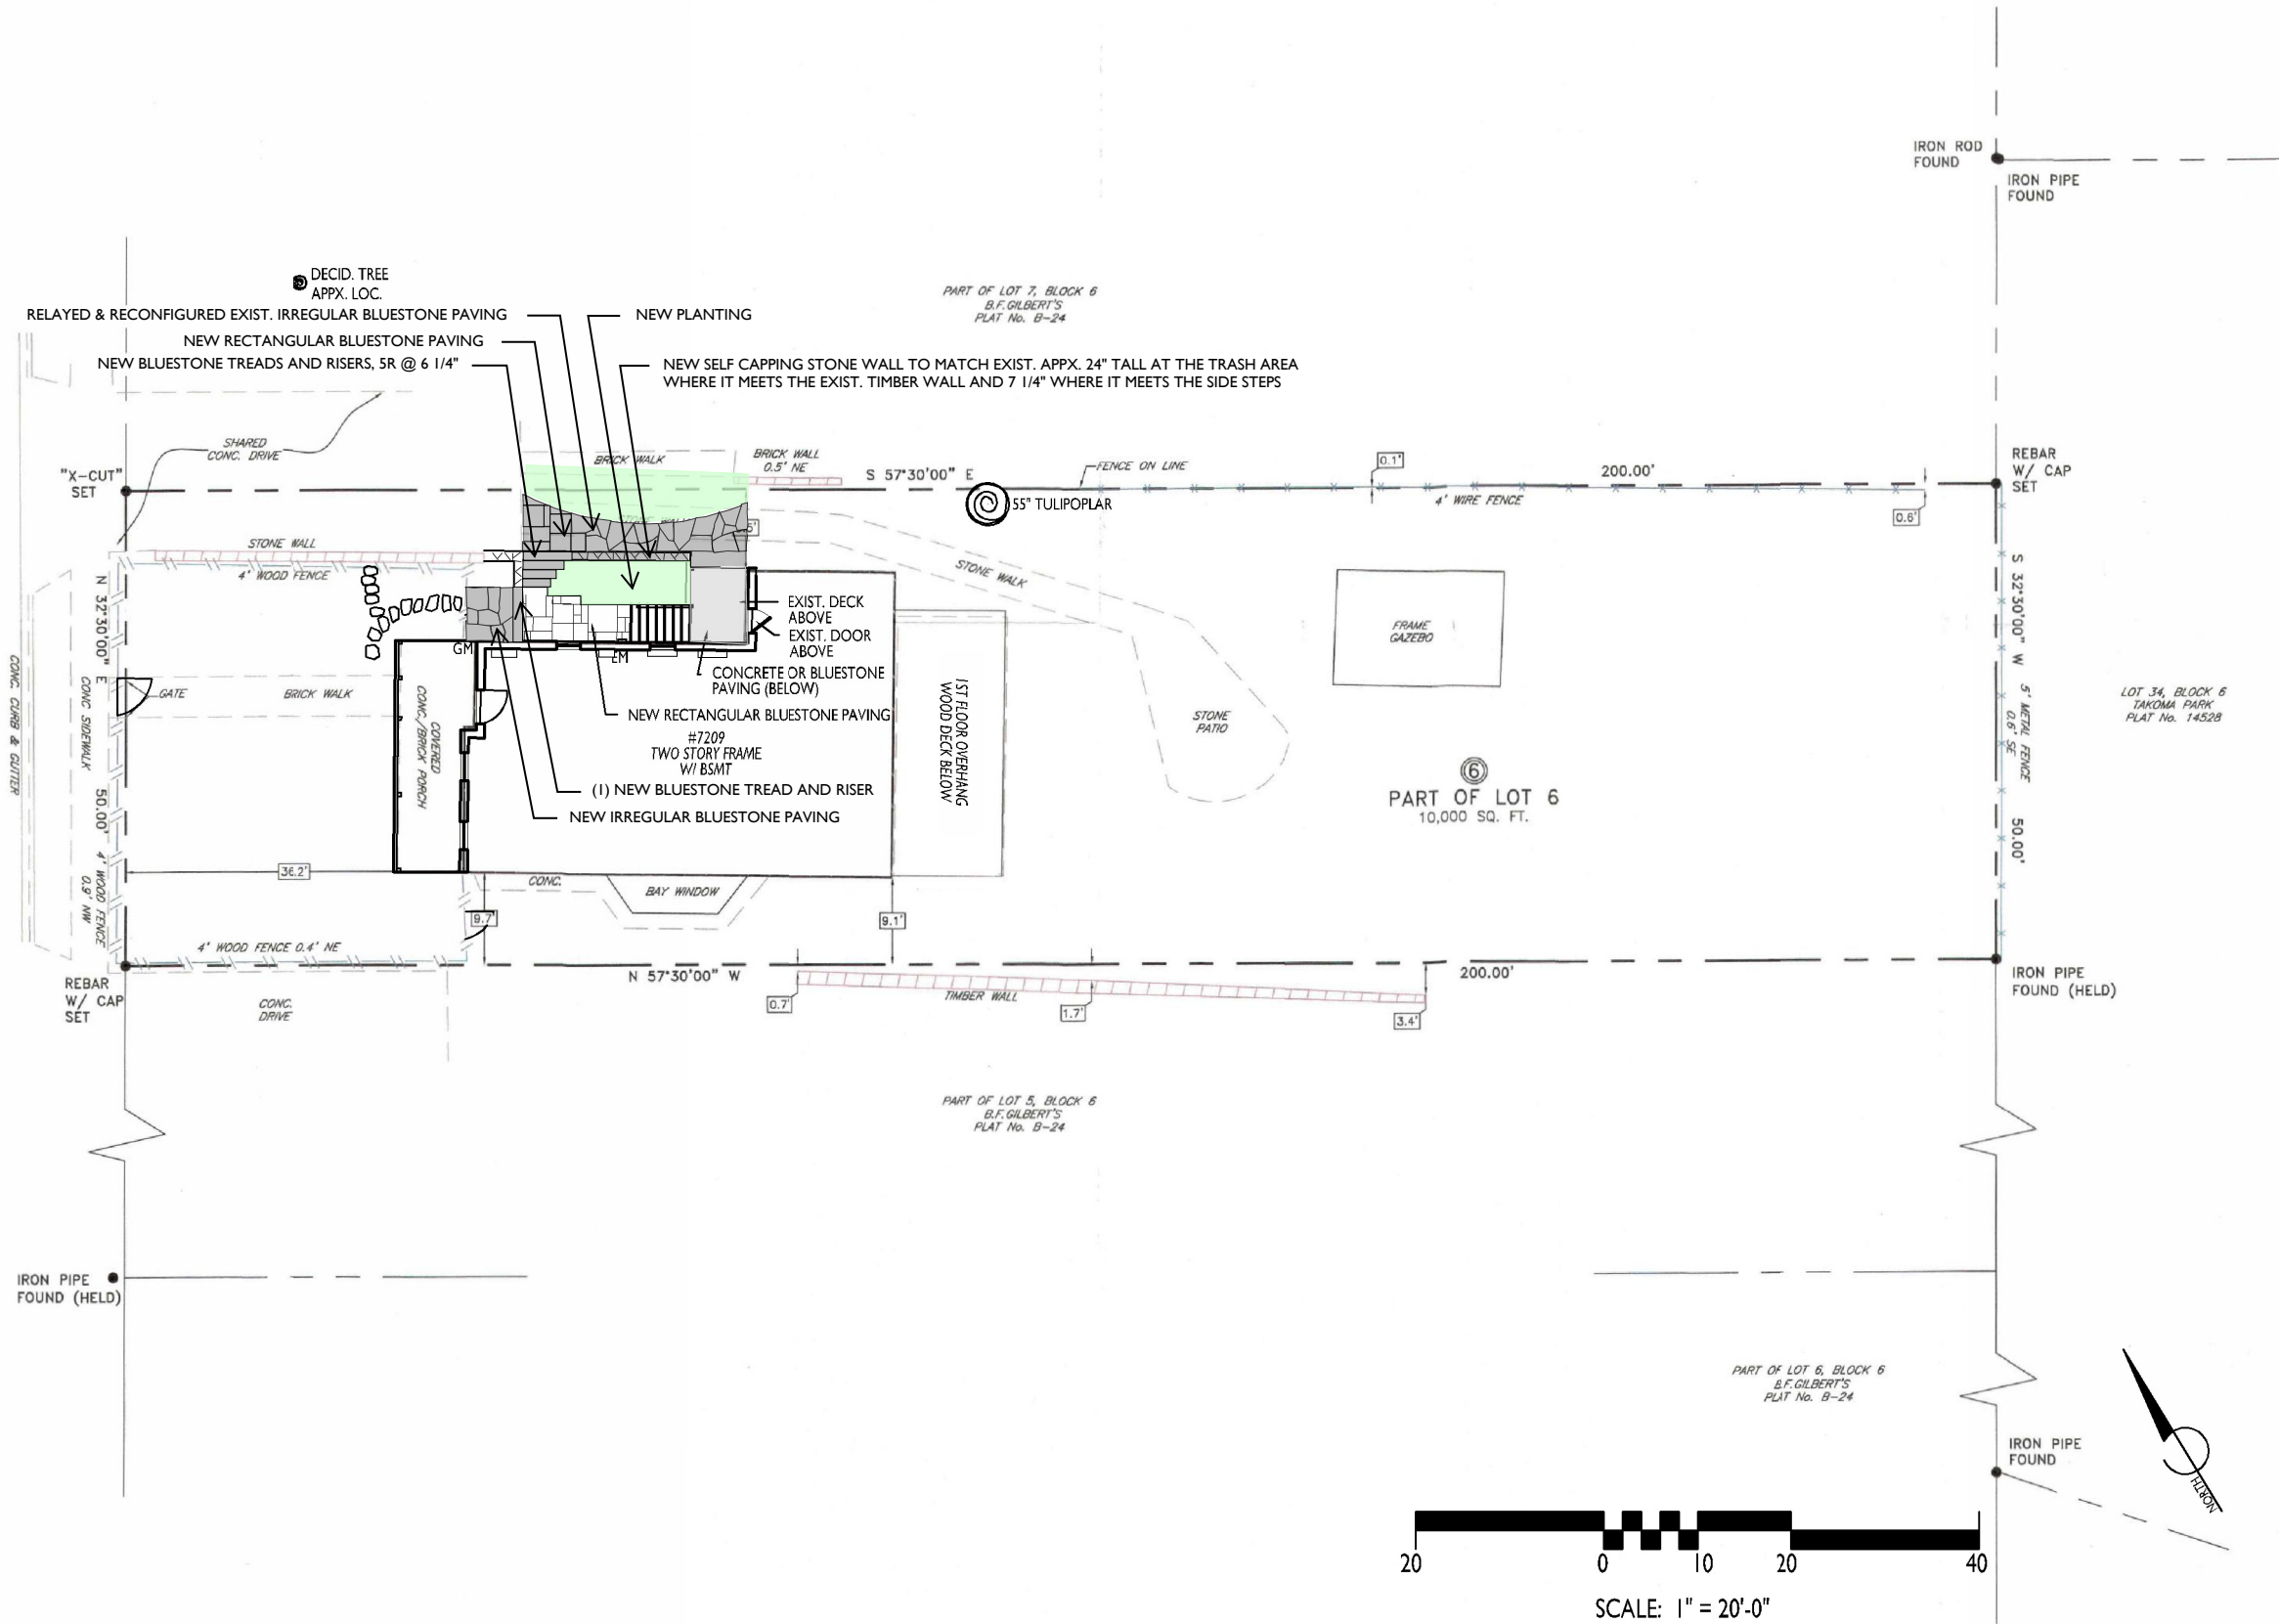 IRON ROD
FOUND
IRON PIPE
FOUND
DECID. TREE
APPX. LOC.
PART OF LOT 7, BLOCK 6
B.F.GILBERT'S
PLAT No. B-24
RELAYED & RECONFIGURED EXIST. IRREGULAR BLUESTONE PAVING
NEW PLANTING
NEW RECTANGULAR BLUESTONE PAVING
NEW BLUESTONE TREADS AND RISERS, 5R @ 6 1/4"
NEW SELF CAPPING STONE WALL TO MATCH EXIST. APPX. 24" TALL AT THE TRASH AREA
WHERE IT MEETS THE EXIST. TIMBER WALL AND 7 1/4" WHERE IT MEETS THE SIDE STEPS
SHARED
CONC. DRIVE
"X-CUT"
SET
BRICK WALK
BRICK WALL
0.5' NE
S 57°30'00" E
FENCE ON LINE
0.1'
200.00'
REBAR
W/ CAP
SET
55" TULIPOPLAR
4' WIRE FENCE
0.6'
STONE WALL
4' WOOD FENCE
STONE WALK
N 32°30'00" E
50.00'
S 32°30'00" W
50.00'
5' METAL FENCE
0.6' SE
FRAME
GAZEBO
EXIST. DECK
ABOVE
EXIST. DOOR
ABOVE
GM
EM
CONCRETE OR BLUESTONE
PAVING (BELOW)
CONC. CURB & GUTTER
CONC SIDEWALK
GATE
BRICK WALK
COVERED
CONC./BRICK PORCH
NEW RECTANGULAR BLUESTONE PAVING
#7209
TWO STORY FRAME
W/ BSMT
1ST FLOOR OVERHANG
WOOD DECK BELOW
STONE
PATIO
LOT 34, BLOCK 6
TAKOMA PARK
PLAT No. 14528
6
PART OF LOT 6
10,000 SQ. FT.
(1) NEW BLUESTONE TREAD AND RISER
NEW IRREGULAR BLUESTONE PAVING
36.2'
4' WOOD FENCE
0.9' NW
CONC.
BAY WINDOW
9.7'
9.1'
4' WOOD FENCE 0.4' NE
N 57°30'00" W
200.00'
REBAR
W/ CAP
SET
CONC.
DRIVE
0.7'
TIMBER WALL
1.7'
3.4'
IRON PIPE
FOUND (HELD)
PART OF LOT 5, BLOCK 6
B.F.GILBERT'S
PLAT No. B-24
IRON PIPE
FOUND (HELD)
PART OF LOT 6, BLOCK 6
B.F.GILBERT'S
PLAT No. B-24
IRON PIPE
FOUND
NORTH
20 0 10 20 40
SCALE: 1" = 20'-0"